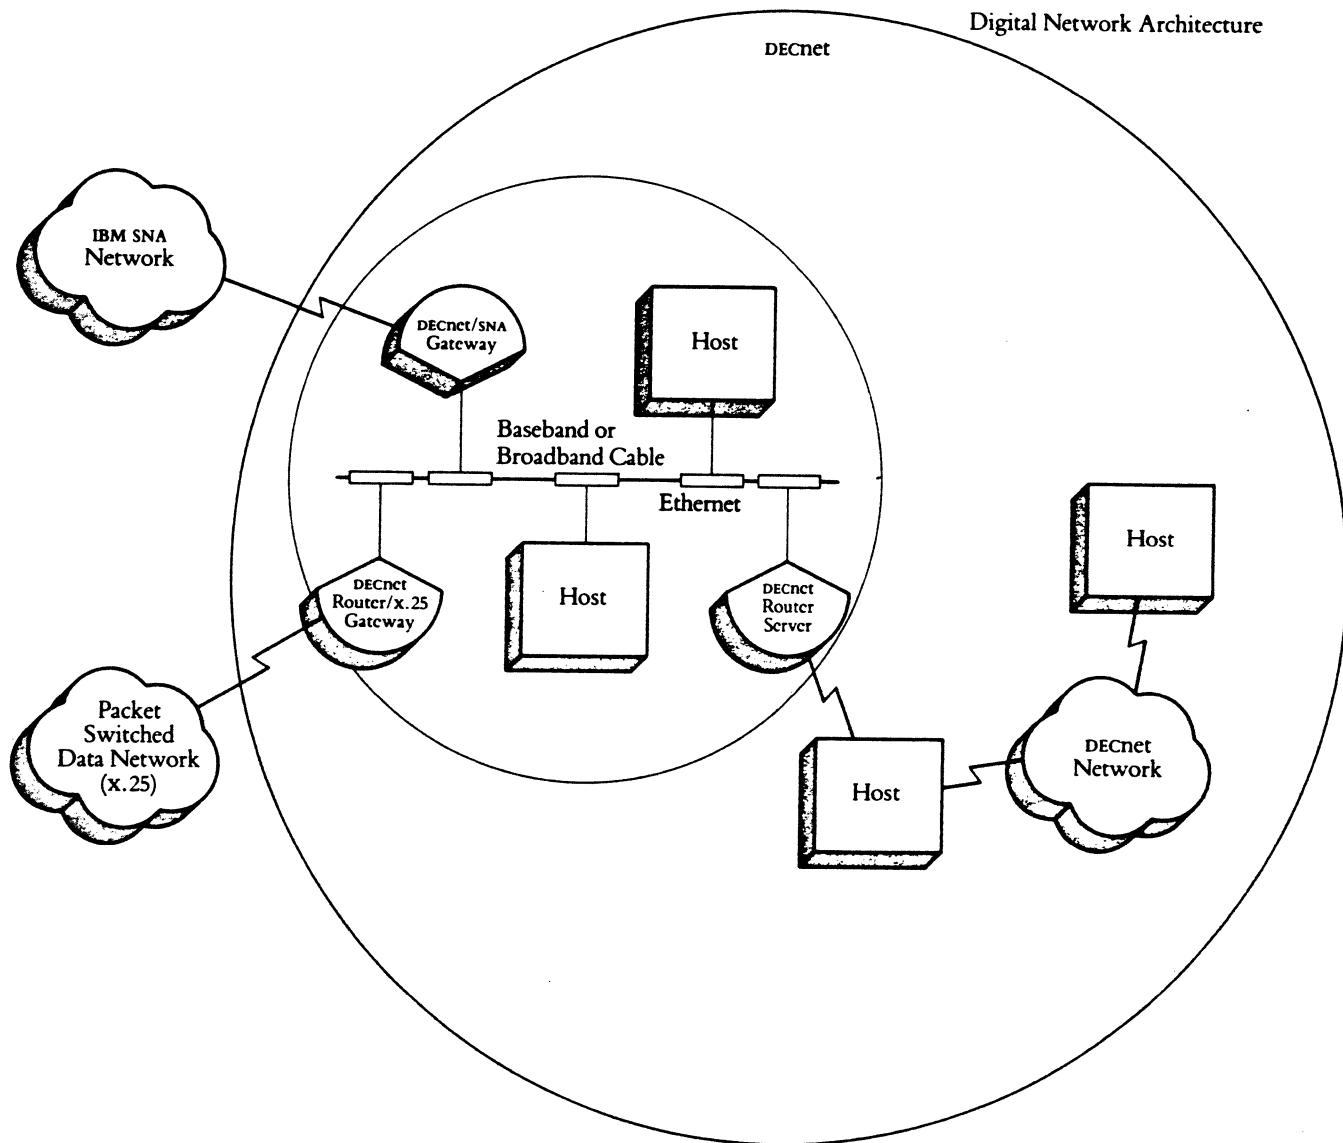 Digital Network Architecture
DECnet
IBM SNA
Network
DECnet/SNA
Gateway
Host
Baseband or
Broadband Cable
Ethernet
Host
DECnet
Router/X.25
Gateway
Host
DECnet
Router
Server
Packet
Switched
Data Network
(X.25)
Host
DECnet
Network